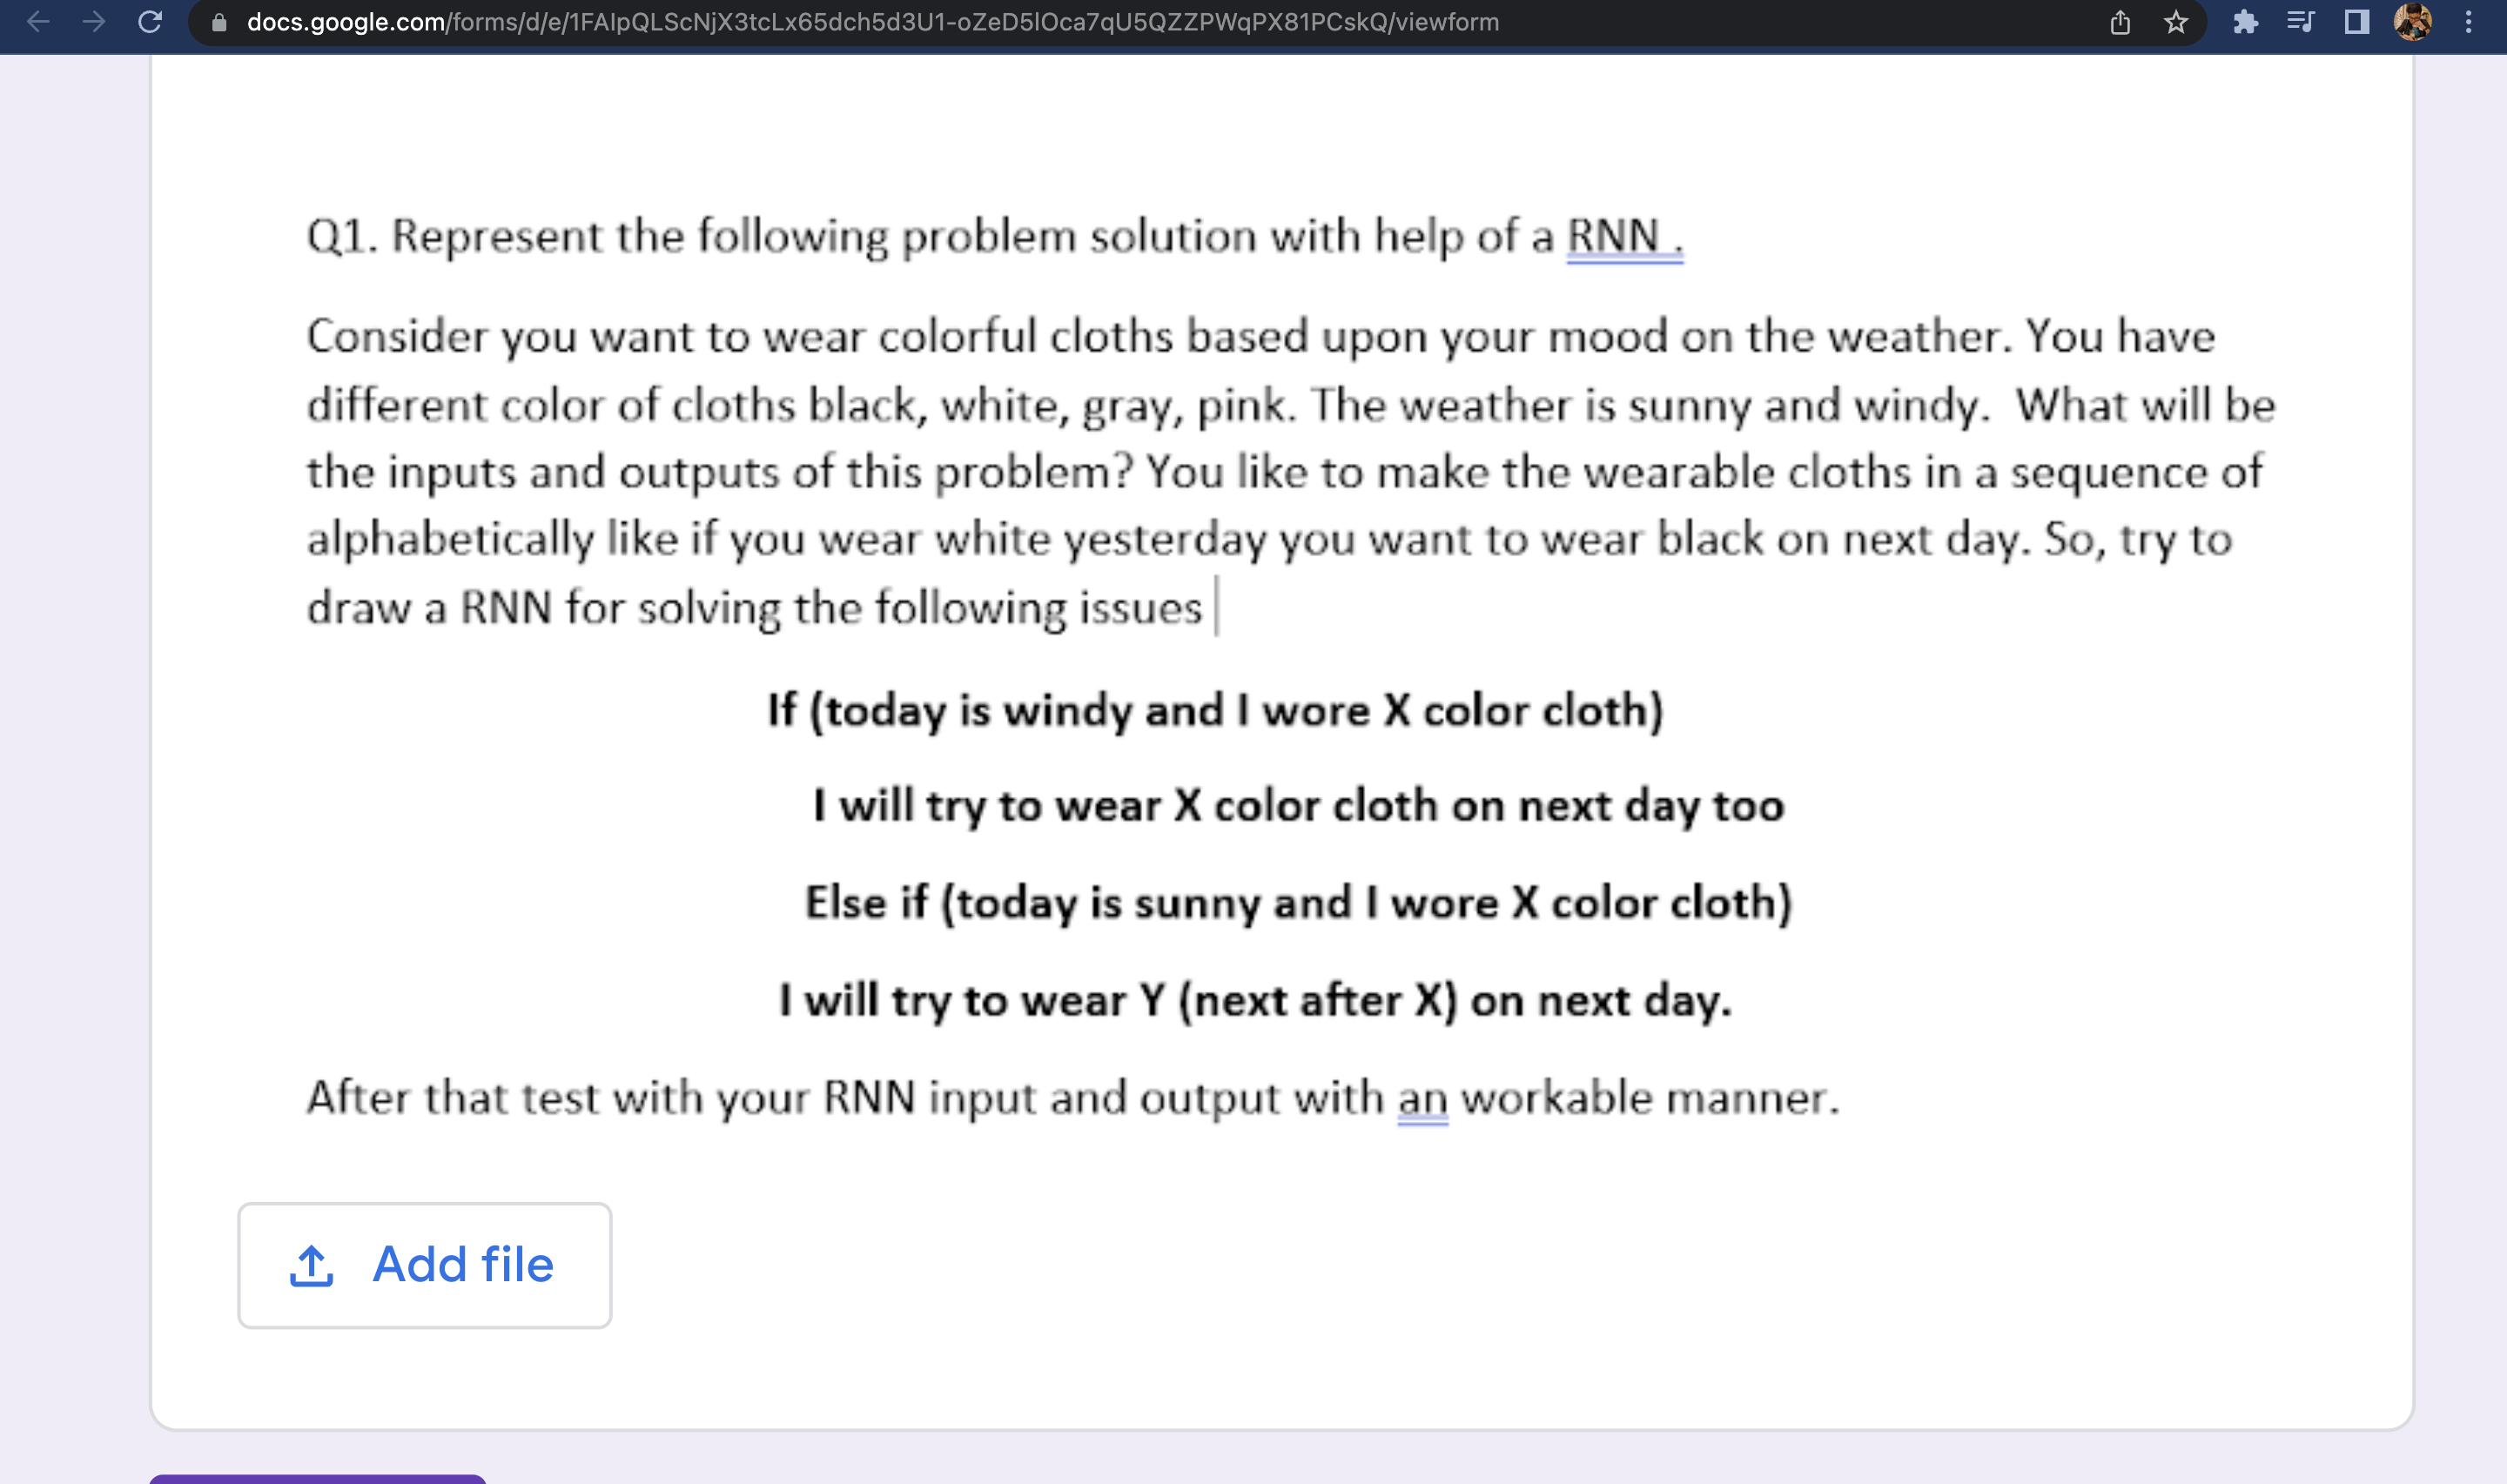 docs.google.com/forms/d/e/1FAIpQLScNjX3tcLx65dch5d3U1-oZeD5lOca7qU5QZZPWqPX81PCskQ/viewform
Q1. Represent the following problem solution with help of a RNN .
Consider you want to wear colorful cloths based upon your mood on the weather. You have
different color of cloths black, white, gray, pink. The weather is sunny and windy.  What will be
the inputs and outputs of this problem? You like to make the wearable cloths in a sequence of
alphabetically like if you wear white yesterday you want to wear black on next day. So, try to
draw a RNN for solving the following issues
If (today is windy and I wore X color cloth)
I will try to wear X color cloth on next day too
Else if (today is sunny and I wore X color cloth)
I will try to wear Y (next after X) on next day.
After that test with your RNN input and output with an workable manner.
Add file